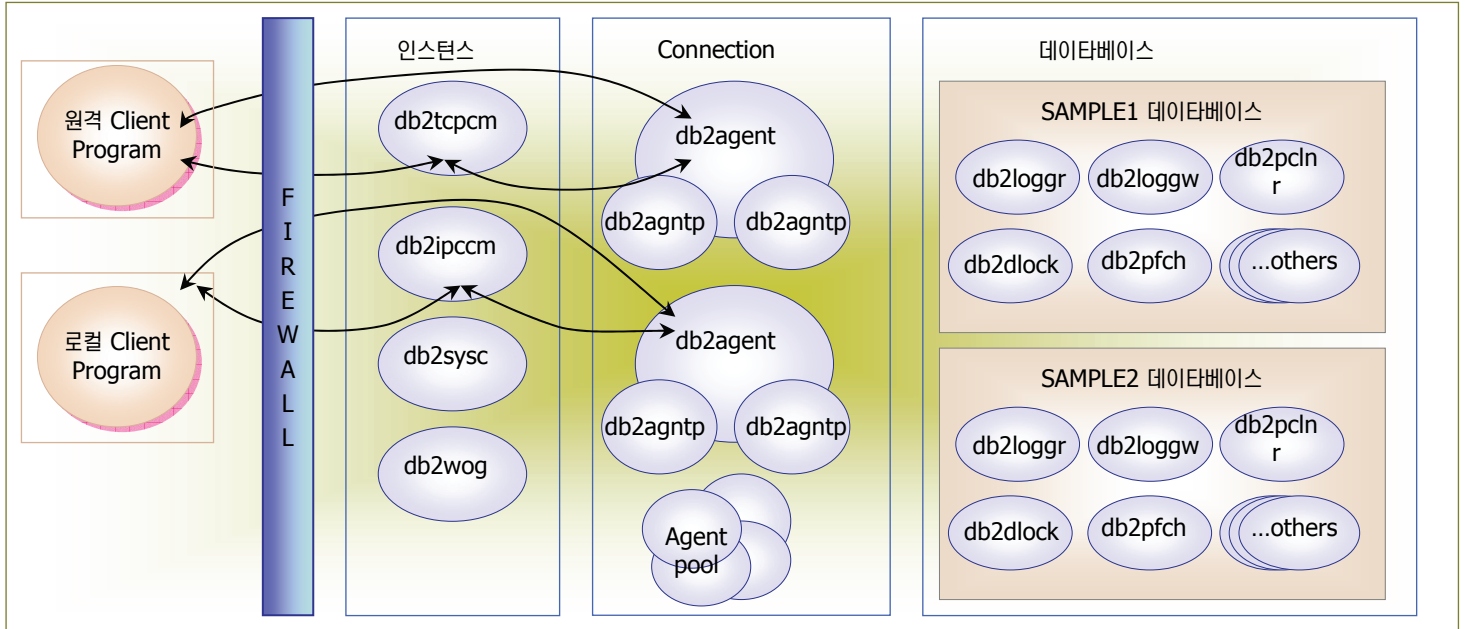 원격 Client
Program
로컬 Client
Program
F
I
R
E
W
A
L
L
인스턴스
db2tcpcm
db2ipccm
db2sysc
db2wog
Connection
db2agent
db2agntp
db2agntp
db2agent
db2agntp
db2agntp
Agent
pool
데이타베이스
SAMPLE1 데이타베이스
db2loggr
db2loggw
db2pcln
r
db2dlock
db2pfch
...others
SAMPLE2 데이타베이스
db2loggr
db2loggw
db2pcln
r
db2dlock
db2pfch
...others